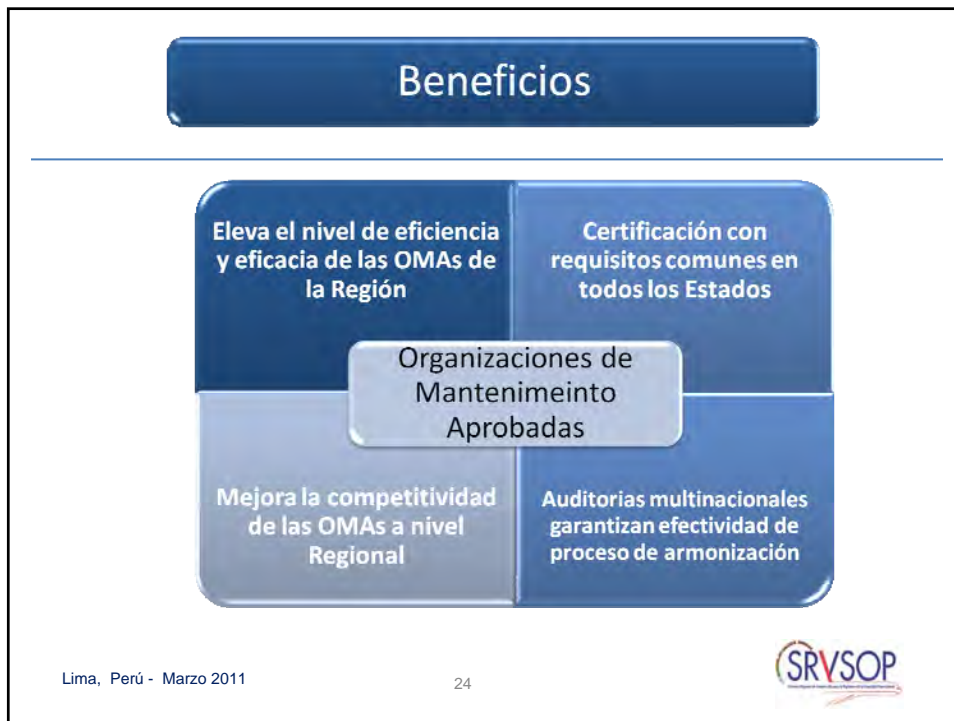 Beneficios
Eleva el nivel de eficiencia
y eficacia de las OMAs de
la Región
Certificación con
requisitos comunes en
todos los Estados
Organizaciones de
Mantenimeinto
Aprobadas
Mejora la competitividad
de las OMAs a nivel
Regional
Auditorias multinacionales
garantizan efectividad de
proceso de armonización
Lima, Perú - Marzo 2011
24
SRVSOP